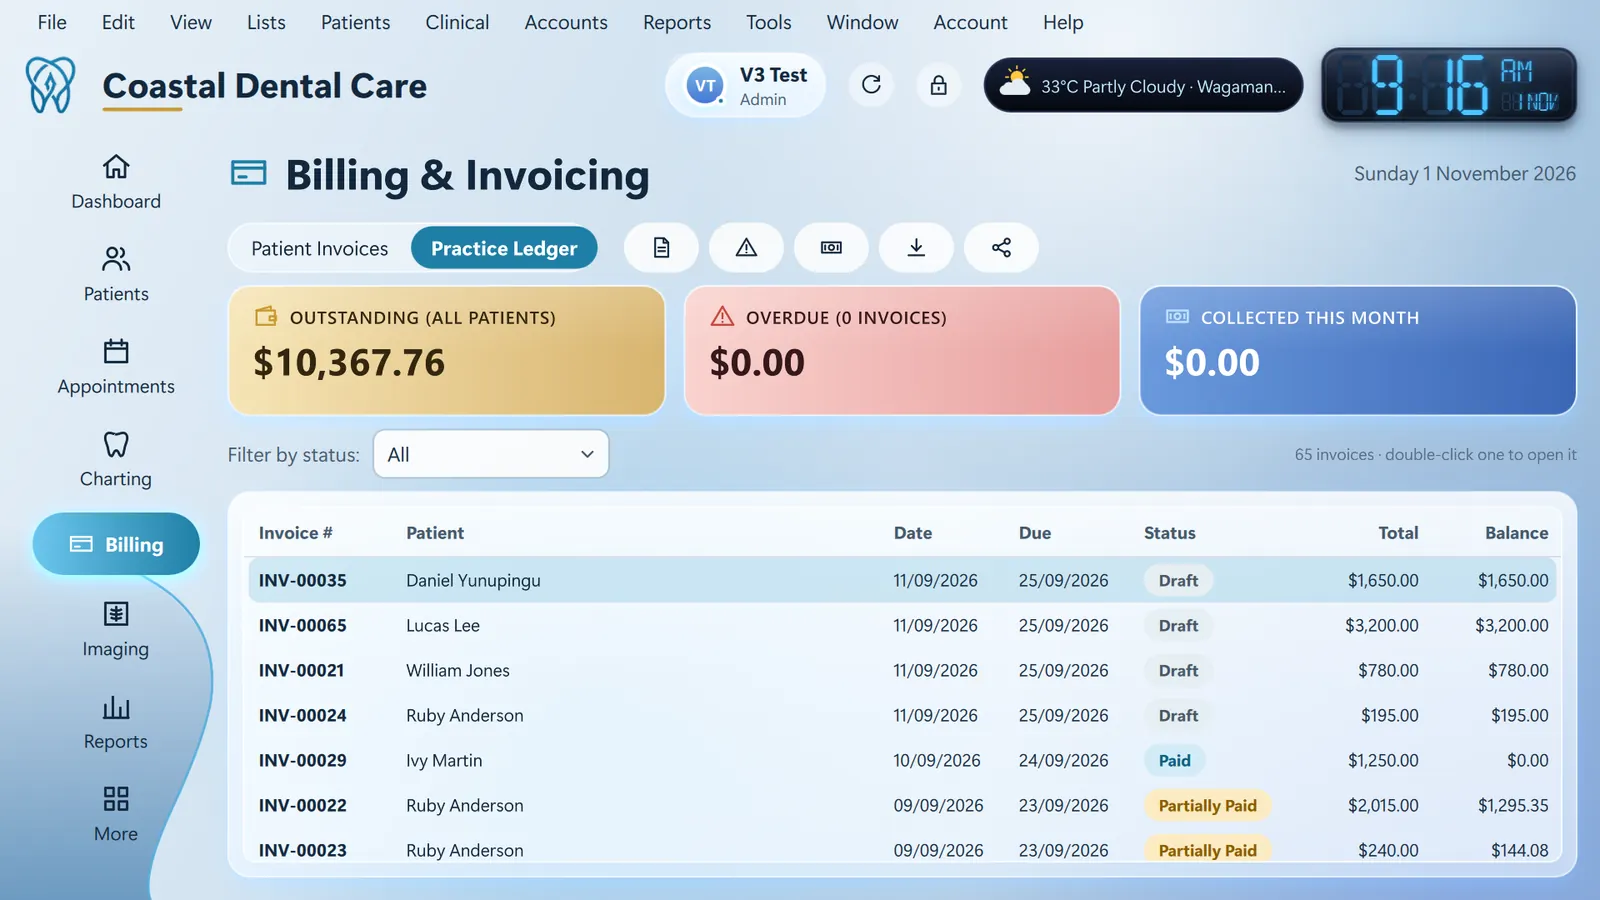 File Edit View Lists Patients Clinical Accounts Reports Tools Window Account Help
Coastal Dental Care
VT
V3 Test
Admin
33°C Partly Cloudy · Wagaman...
9 16 AM
1 NOV
Dashboard
Patients
Appointments
Charting
Billing
Imaging
Reports
More
Billing & Invoicing
Sunday 1 November 2026
Patient Invoices Practice Ledger
OUTSTANDING (ALL PATIENTS)
$10,367.76
OVERDUE (0 INVOICES)
$0.00
COLLECTED THIS MONTH
$0.00
Filter by status: All
65 invoices · double-click one to open it
Invoice # Patient Date Due Status Total Balance
INV-00035 Daniel Yunupingu 11/09/2026 25/09/2026 Draft $1,650.00 $1,650.00
INV-00065 Lucas Lee 11/09/2026 25/09/2026 Draft $3,200.00 $3,200.00
INV-00021 William Jones 11/09/2026 25/09/2026 Draft $780.00 $780.00
INV-00024 Ruby Anderson 11/09/2026 25/09/2026 Draft $195.00 $195.00
INV-00029 Ivy Martin 10/09/2026 24/09/2026 Paid $1,250.00 $0.00
INV-00022 Ruby Anderson 09/09/2026 23/09/2026 Partially Paid $2,015.00 $1,295.35
INV-00023 Ruby Anderson 09/09/2026 23/09/2026 Partially Paid $240.00 $144.08